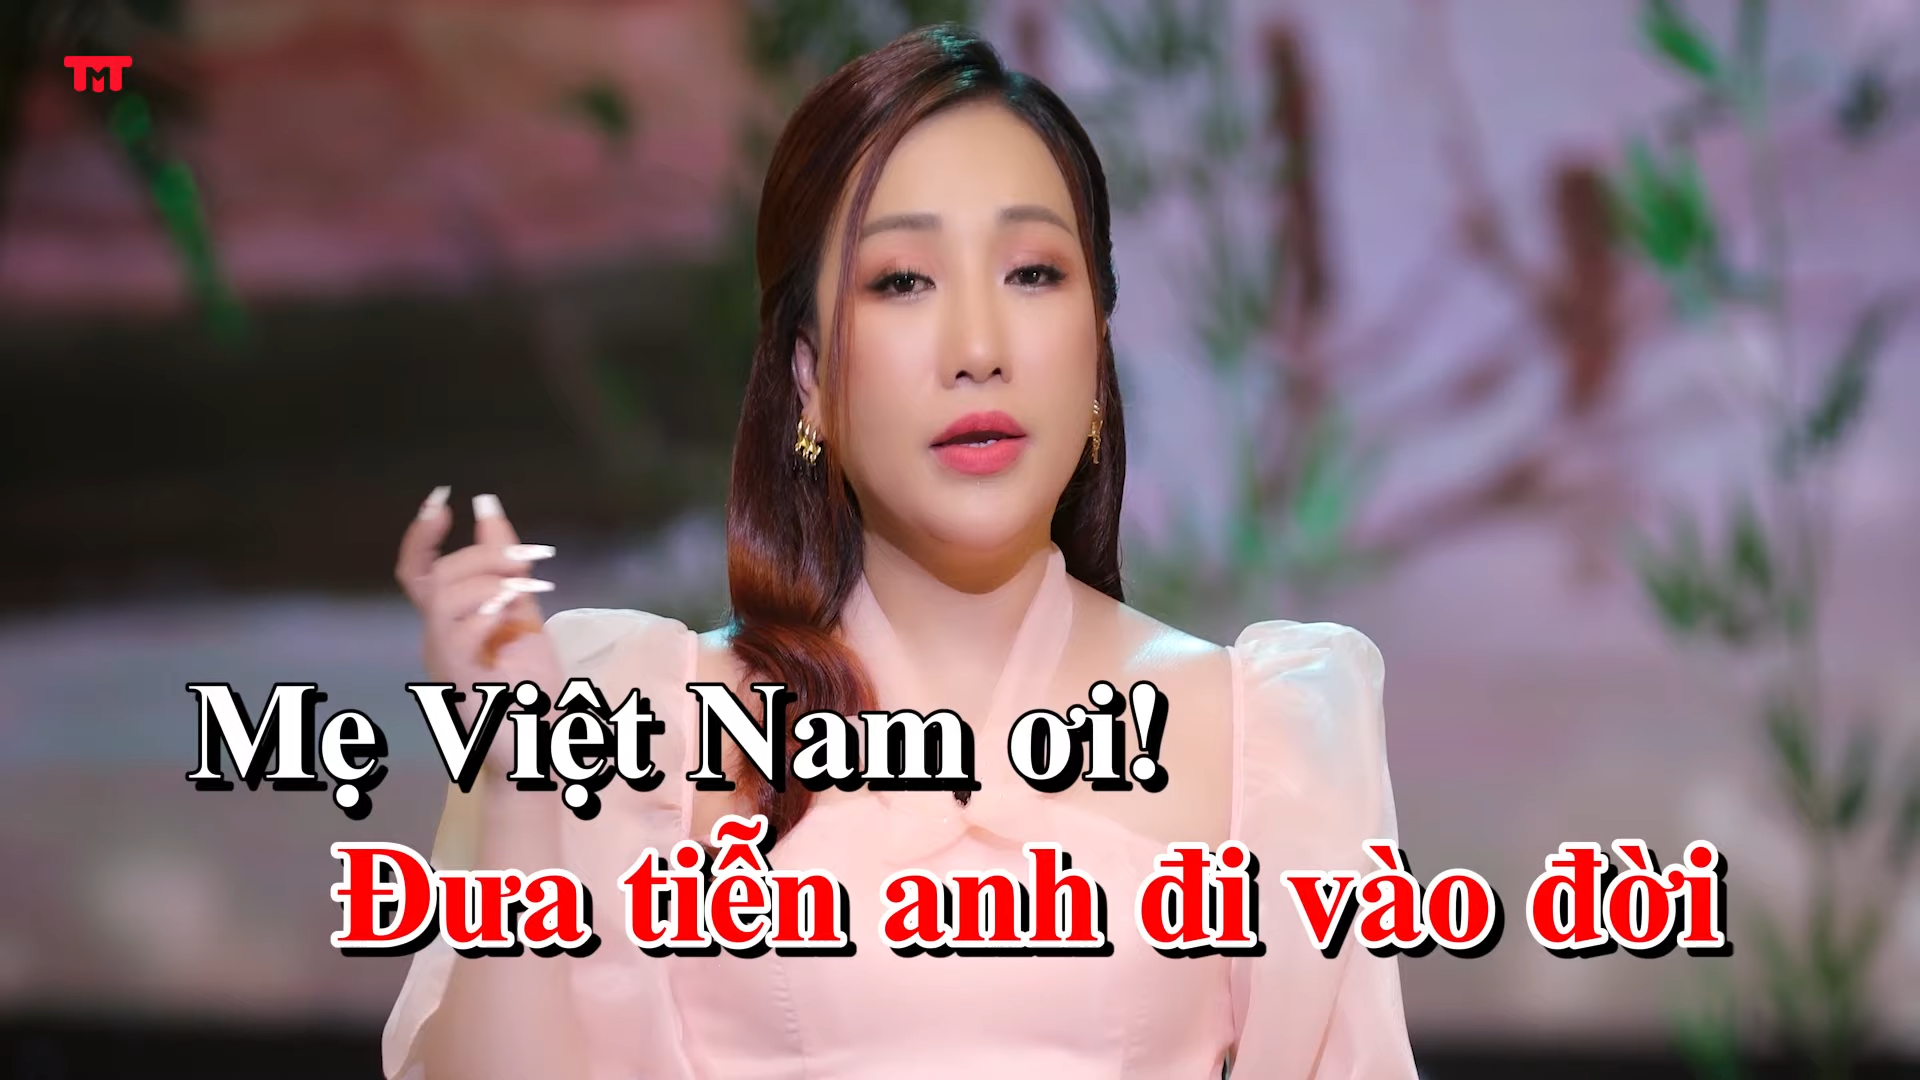 TMT
Mẹ Việt Nam ơi!
Đưa tiễn anh đi vào đời